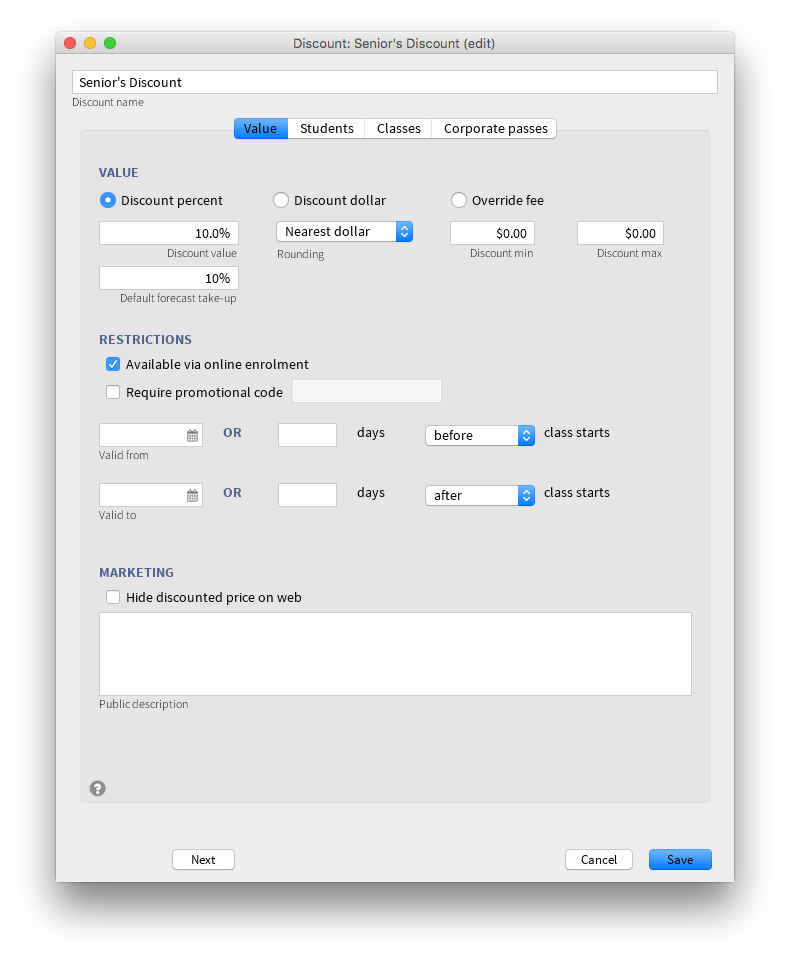 Discount: Senior's Discount (edit)
Senior's Discount
Discount name
Value Students Classes Corporate passes
VALUE
Discount percent Discount dollar Override fee
10.0% Nearest dollar $0.00 $0.00
Discount value Rounding Discount min Discount max
10%
Default forecast take-up
RESTRICTIONS
Available via online enrolment
Require promotional code
OR days before class starts
Valid from
OR days after class starts
Valid to
MARKETING
Hide discounted price on web
Public description
?
Next Cancel Save